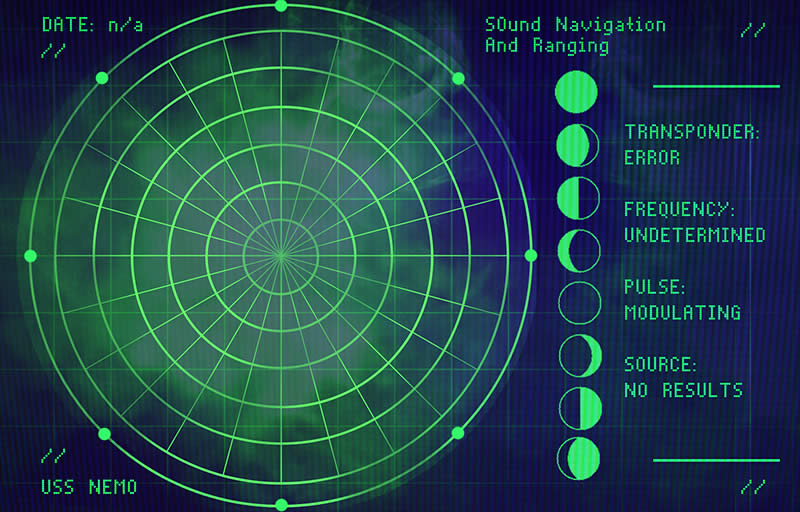 DATE: n/a
//
SOund Navigation
And Ranging
//
TRANSPONDER:
ERROR
FREQUENCY:
UNDETERMINED
PULSE:
MODULATING
SOURCE:
NO RESULTS
//
USS NEMO
//